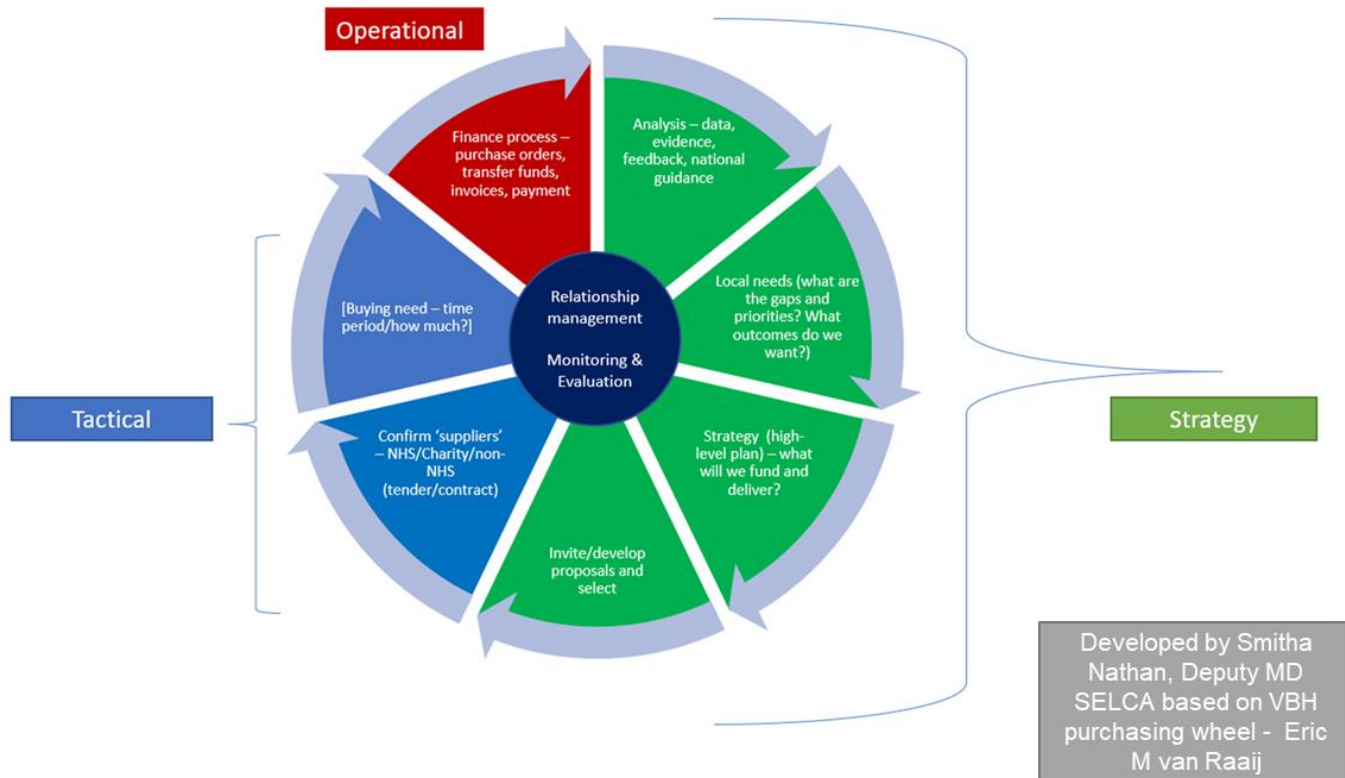 Operational
Finance process –
purchase orders,
transfer funds,
invoices, payment
Analysis – data,
evidence,
feedback, national
guidance
Local needs (what are
the gaps and
priorities? What
outcomes do we
want?)
Strategy (high-
level plan) – what
will we fund and
deliver?
Invite/develop
proposals and
select
Confirm ‘suppliers’
– NHS/Charity/non-
NHS
(tender/contract)
[Buying need – time
period/how much?]
Relationship
management
Monitoring &
Evaluation
Tactical
Strategy
Developed by Smitha
Nathan, Deputy MD
SELCA based on VBH
purchasing wheel - Eric
M van Raaij